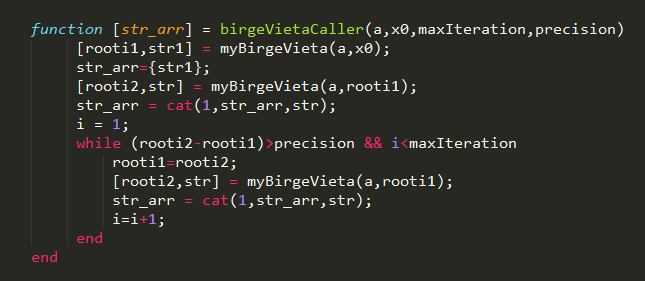 function [str_arr] = birgeVietaCaller(a,x0,maxIteration,precision)
    [rooti1,str1] = myBirgeVieta(a,x0);
    str_arr={str1};
    [rooti2,str] = myBirgeVieta(a,rooti1);
    str_arr = cat(1,str_arr,str);
    i = 1;
    while (rooti2-rooti1)>precision && i<maxIteration
        rooti1=rooti2;
        [rooti2,str] = myBirgeVieta(a,rooti1);
        str_arr = cat(1,str_arr,str);
        i=i+1;
    end
end